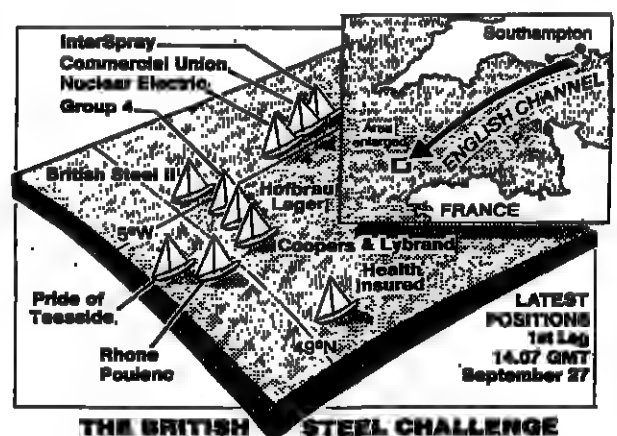 InterSpray
Commercial Union
Nuclear Electric
Group 4
British Steel II
Hofbrau
Lager
5°W
Coopers & Lybrand
Health
Insured
Pride of
Teesside
Rhone
Poulenc
49°N
Southampton
ENGLISH CHANNEL
Area
enlarged
FRANCE
LATEST
POSITIONS
1st Leg
14.07 GMT
September 27
THE BRITISH STEEL CHALLENGE